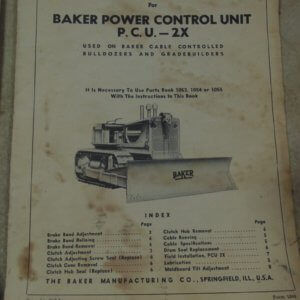 For
BAKER POWER CONTROL UNIT
P.C.U.—2X
USED ON BAKER CABLE CONTROLLED
BULLDOZERS AND GRADEBUILDERS
It is Necessary To Use Parts Book 1053, 1054 or 1055
With The Instructions In This Book
BAKER
INDEX
Page
Brake Band Adjustment
Brake Band Relining
Brake Band Removal
Clutch Adjustment
Clutch Adjusting Screw Seal (Replace)
Clutch Cone Removal
Clutch Hub Seal (Replace)
Page
Clutch Hub Removal
Cable Reeving
Cable Specifications
Drum Seal Replacement
Field Installation, PCU 2X
Lubrication
Moldboard Tilt Adjustment
THE BAKER MANUFACTURING CO., SPRINGFIELD, ILL., U.S.A.